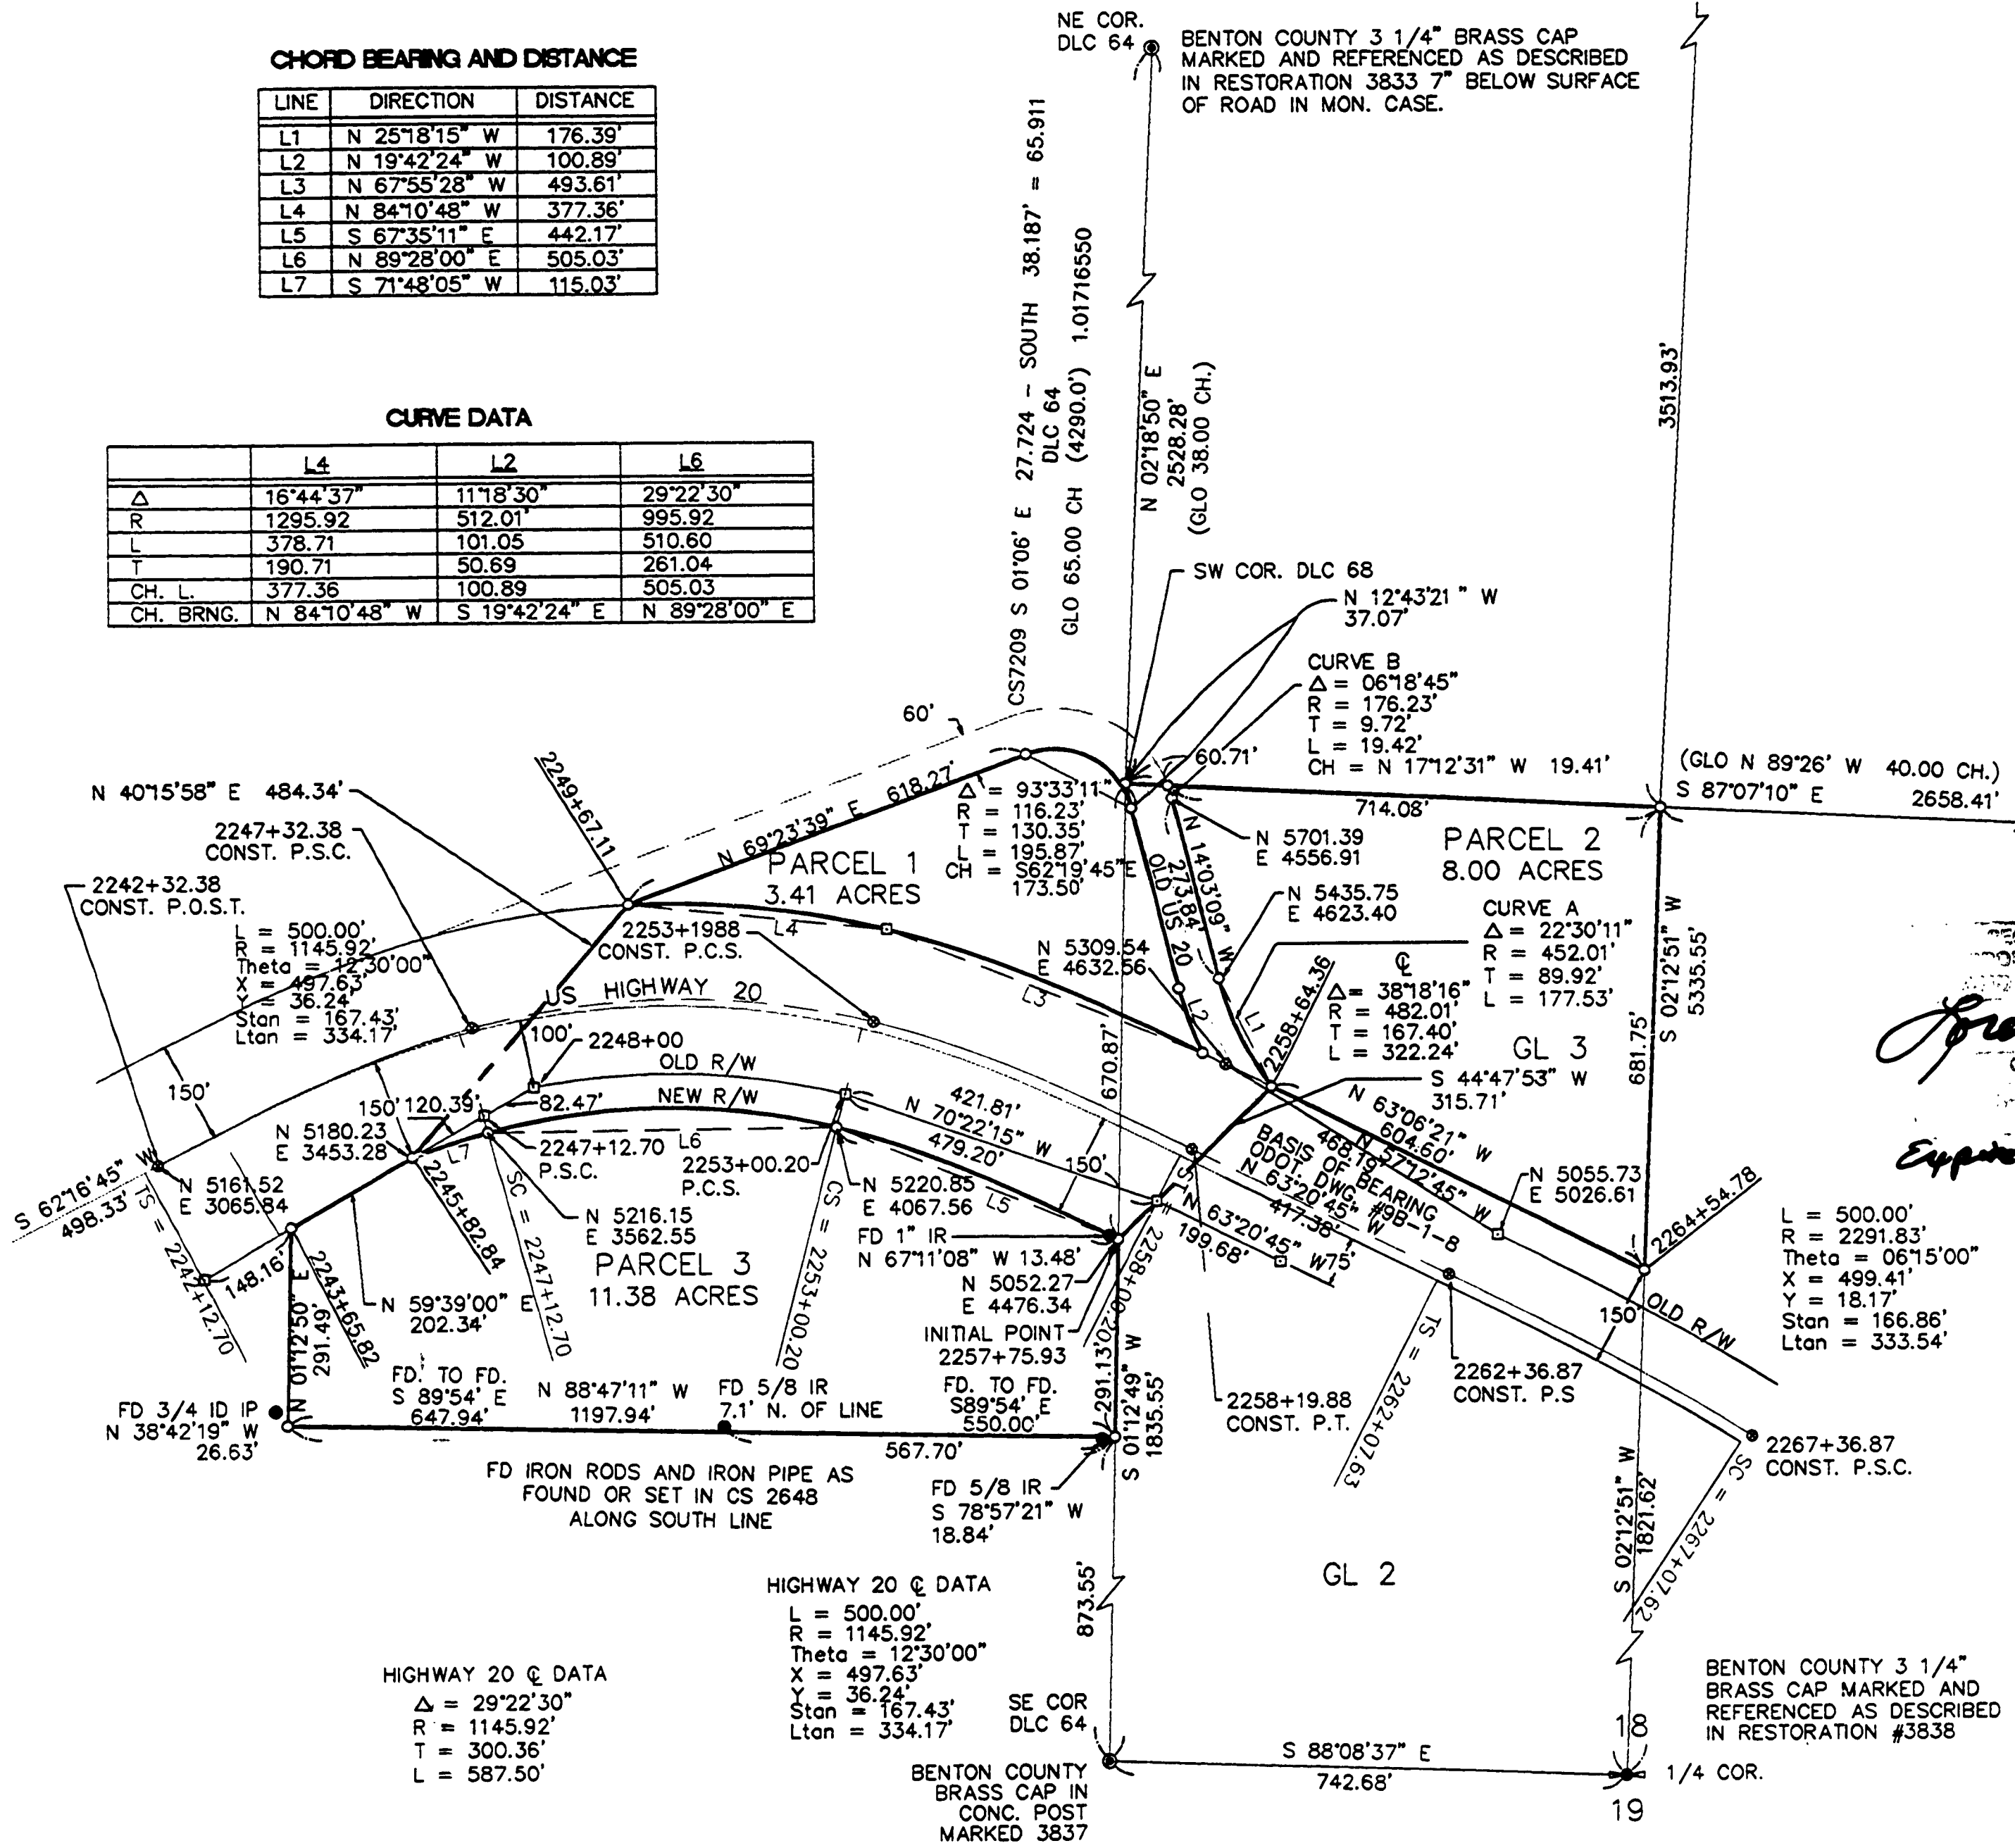 CHORD BEARING AND DISTANCE
LINE DIRECTION DISTANCE
L1 N 25°18'15" W 176.39'
L2 N 19°42'24" W 100.89'
L3 N 67°55'28" W 493.61'
L4 N 84°10'48" W 377.36'
L5 S 67°35'11" E 442.17'
L6 N 89°28'00" E 505.03'
L7 S 71°48'05" W 115.03'
CURVE DATA
L4 L2 L6
Δ 16°44'37" 11°18'30" 29°22'30"
R 1295.92 512.01' 995.92
L 378.71 101.05 510.60
T 190.71 50.69 261.04
CH. L. 377.36 100.89 505.03
CH. BRNG. N 84°10'48" W S 19°42'24" E N 89°28'00" E
NE COR.
DLC 64
BENTON COUNTY 3 1/4" BRASS CAP
MARKED AND REFERENCED AS DESCRIBED
IN RESTORATION 3833 7" BELOW SURFACE
OF ROAD IN MON. CASE.
CS7209 S 01°06' E 27.724 - SOUTH 38.187' = 65.911
DLC 64
GLO 65.00 CH (4290.0') 1.01716550
N 02°18'50" E
2528.28'
(GLO 38.00 CH.)
3513.93'
SW COR. DLC 68
N 12°43'21 " W
37.07'
CURVE B
Δ = 06°18'45"
R = 176.23'
T = 9.72'
L = 19.42'
CH = N 17°12'31" W 19.41'
60.71'
714.08'
(GLO N 89°26' W 40.00 CH.)
S 87°07'10" E 2658.41'
60'
N 69°23'39" E 618.27'
2249+67.11
N 40°15'58" E 484.34'
2247+32.38
CONST. P.S.C.
2242+32.38
CONST. P.O.S.T.
L = 500.00'
R = 1145.92'
Theta = 12°30'00"
X = 497.63'
Y = 36.24'
Stan = 167.43'
Ltan = 334.17'
PARCEL 1
3.41 ACRES
Δ = 93°33'11"
R = 116.23'
T = 130.35'
L = 195.87'
CH = S62°19'45"E
173.50'
OLD US 20
N 14°03'09" W
273.84'
N 5701.39
E 4556.91
PARCEL 2
8.00 ACRES
N 5435.75
E 4623.40
CURVE A
Δ = 22°30'11"
R = 452.01'
T = 89.92'
L = 177.53'
S 02°12'51" W
5335.55'
681.75'
L4
2253+1988
CONST. P.C.S.
N 5309.54
E 4632.56
L3
L2
L1
2258+64.36
℄
Δ= 38°18'16"
R = 482.01'
T = 167.40'
L = 322.24'
GL 3
S 44°47'53" W
315.71'
US HIGHWAY 20
100'
2248+00
OLD R/W
NEW R/W
150'
150'
120.39'
82.47'
670.87'
421.81'
N 70°22'15" W
479.20'
150'
N 63°06'21" W
604.60'
468.19'
N 57°12'45" W
BASIS OF BEARING
ODOT. DWG. #9B-1-8
N 63°20'45" W
417.38'
N 5180.23
E 3453.28
L7
L6
2247+12.70
P.S.C.
2253+00.20
P.C.S.
N 5220.85
E 4067.56
L5
S
N 63°20'45" W
199.68'
75'
N 5055.73
E 5026.61
2264+54.78
L = 500.00'
R = 2291.83'
Theta = 06°15'00"
X = 499.41'
Y = 18.17'
Stan = 166.86'
Ltan = 333.54'
S 62°16'45" W
498.33'
N 5161.52
E 3065.84
TS = 2242+12.70
148.16'
2243+65.82
2245+82.84
SC = 2247+12.70
N 5216.15
E 3562.55
CS = 2253+00.20
FD 1" IR
N 67°11'08" W 13.48'
N 5052.27
E 4476.34
INITIAL POINT
2257+75.93
2258+06.20
PARCEL 3
11.38 ACRES
N 59°39'00" E
202.34'
N 01°12'50" E
291.49'
291.13'
S 01°12'49" W
1835.55'
2258+19.88
CONST. P.T.
TS = 2262+07.63
2262+36.87
CONST. P.S
150'
OLD R/W
2267+36.87
CONST. P.S.C.
SC = 2267+07.62
FD 3/4 ID IP
N 38°42'19" W
26.63'
FD. TO FD.
S 89°54' E
647.94'
N 88°47'11" W
1197.94'
FD 5/8 IR
7.1' N. OF LINE
FD. TO FD.
S89°54' E
550.00'
567.70'
FD IRON RODS AND IRON PIPE AS
FOUND OR SET IN CS 2648
ALONG SOUTH LINE
FD 5/8 IR
S 78°57'21" W
18.84'
873.55'
GL 2
S 02°12'51" W
1821.62'
HIGHWAY 20 ℄ DATA
Δ = 29°22'30"
R = 1145.92'
T = 300.36'
L = 587.50'
HIGHWAY 20 ℄ DATA
L = 500.00'
R = 1145.92'
Theta = 12°30'00"
X = 497.63'
Y = 36.24'
Stan = 167.43'
Ltan = 334.17'
SE COR
DLC 64
BENTON COUNTY
BRASS CAP IN
CONC. POST
MARKED 3837
S 88°08'37" E
742.68'
BENTON COUNTY 3 1/4"
BRASS CAP MARKED AND
REFERENCED AS DESCRIBED
IN RESTORATION #3838
18
1/4 COR.
19